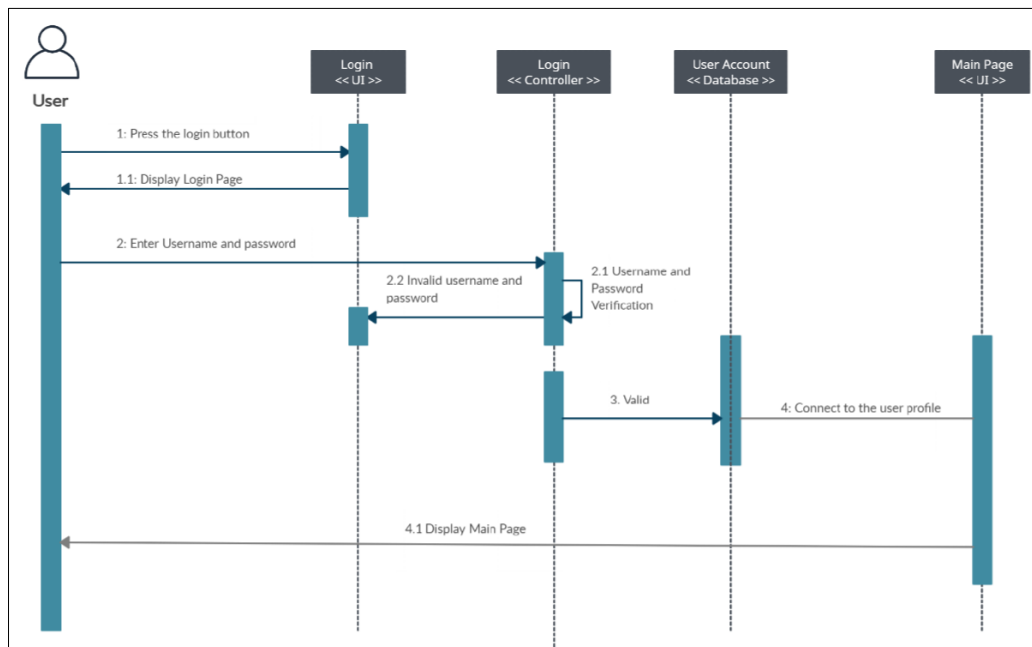 Login
<< UI >>
Login
<< Controller >>
User Account
<< Database >>
Main Page
<< UI >>
User
1: Press the login button
1.1: Display Login Page
2: Enter Username and password
2.2 Invalid username and
password
2.1 Username and
Password
Verification
3. Valid
4: Connect to the user profile
4.1 Display Main Page